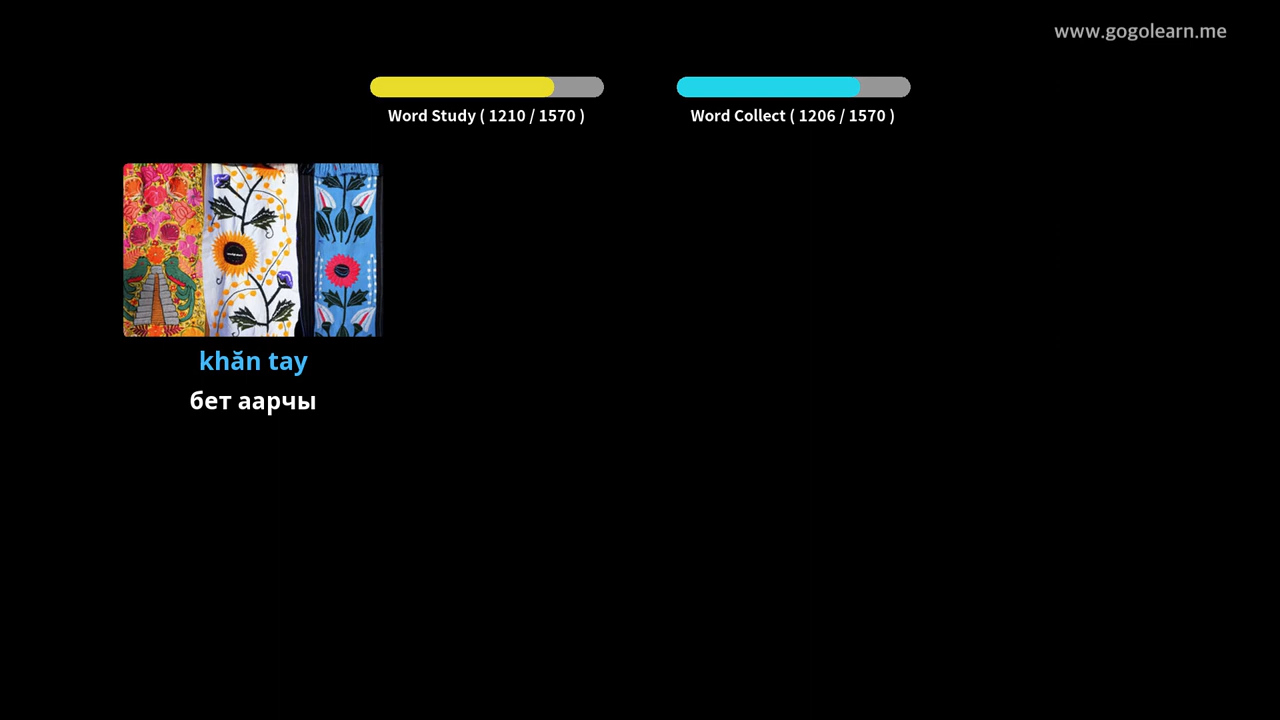 www.gogolearn.me
Word Study ( 1210 / 1570 )
Word Collect ( 1206 / 1570 )
khăn tay
бет аарчы